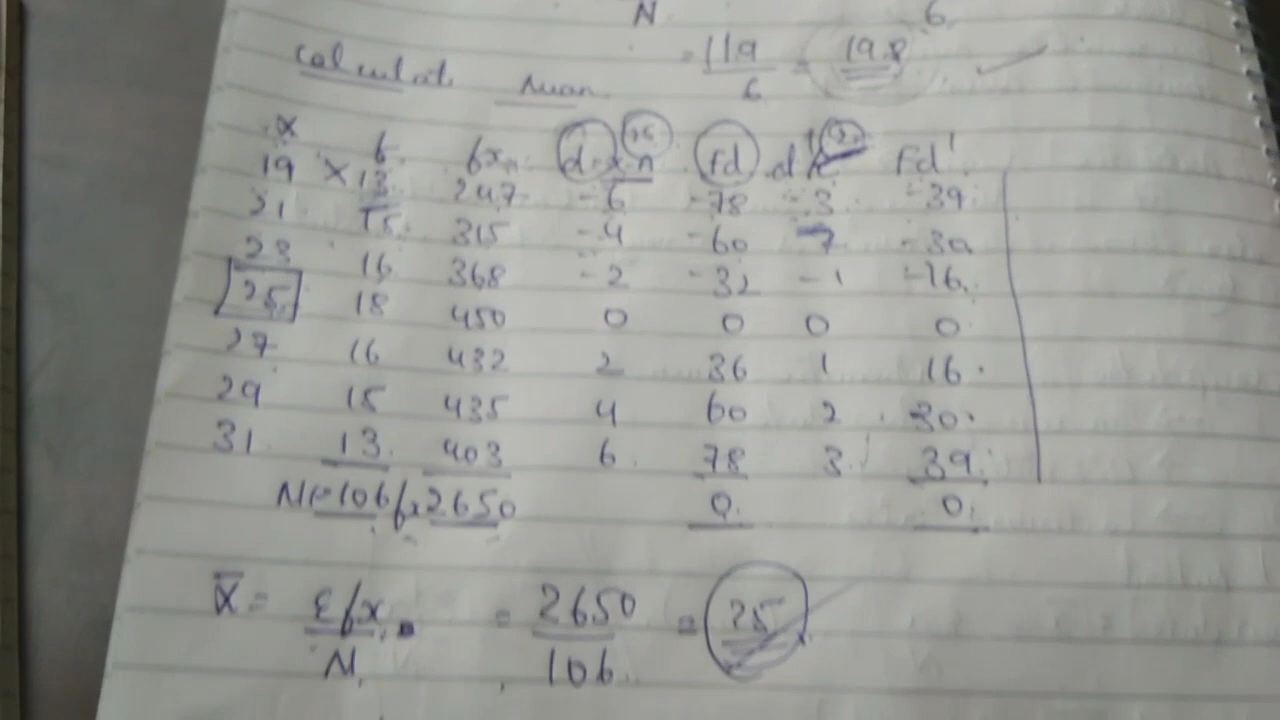 N 6
= 119 = 19.8
6
Calculate Mean
x f fx d x-A fd d' fd'
19 × 13 247 -6 -78 -3 -39
21 15 315 -4 -60 -30
23 16 368 -2 -32 -1 -16
25 18 450 0 0 0 0
27 16 432 2 36 1 16
29 15 435 4 60 2 30
31 13 403 6 78 3 39
N=106 fx2650 0 0
x̄ = Σfx = 2650 = 25
N 106